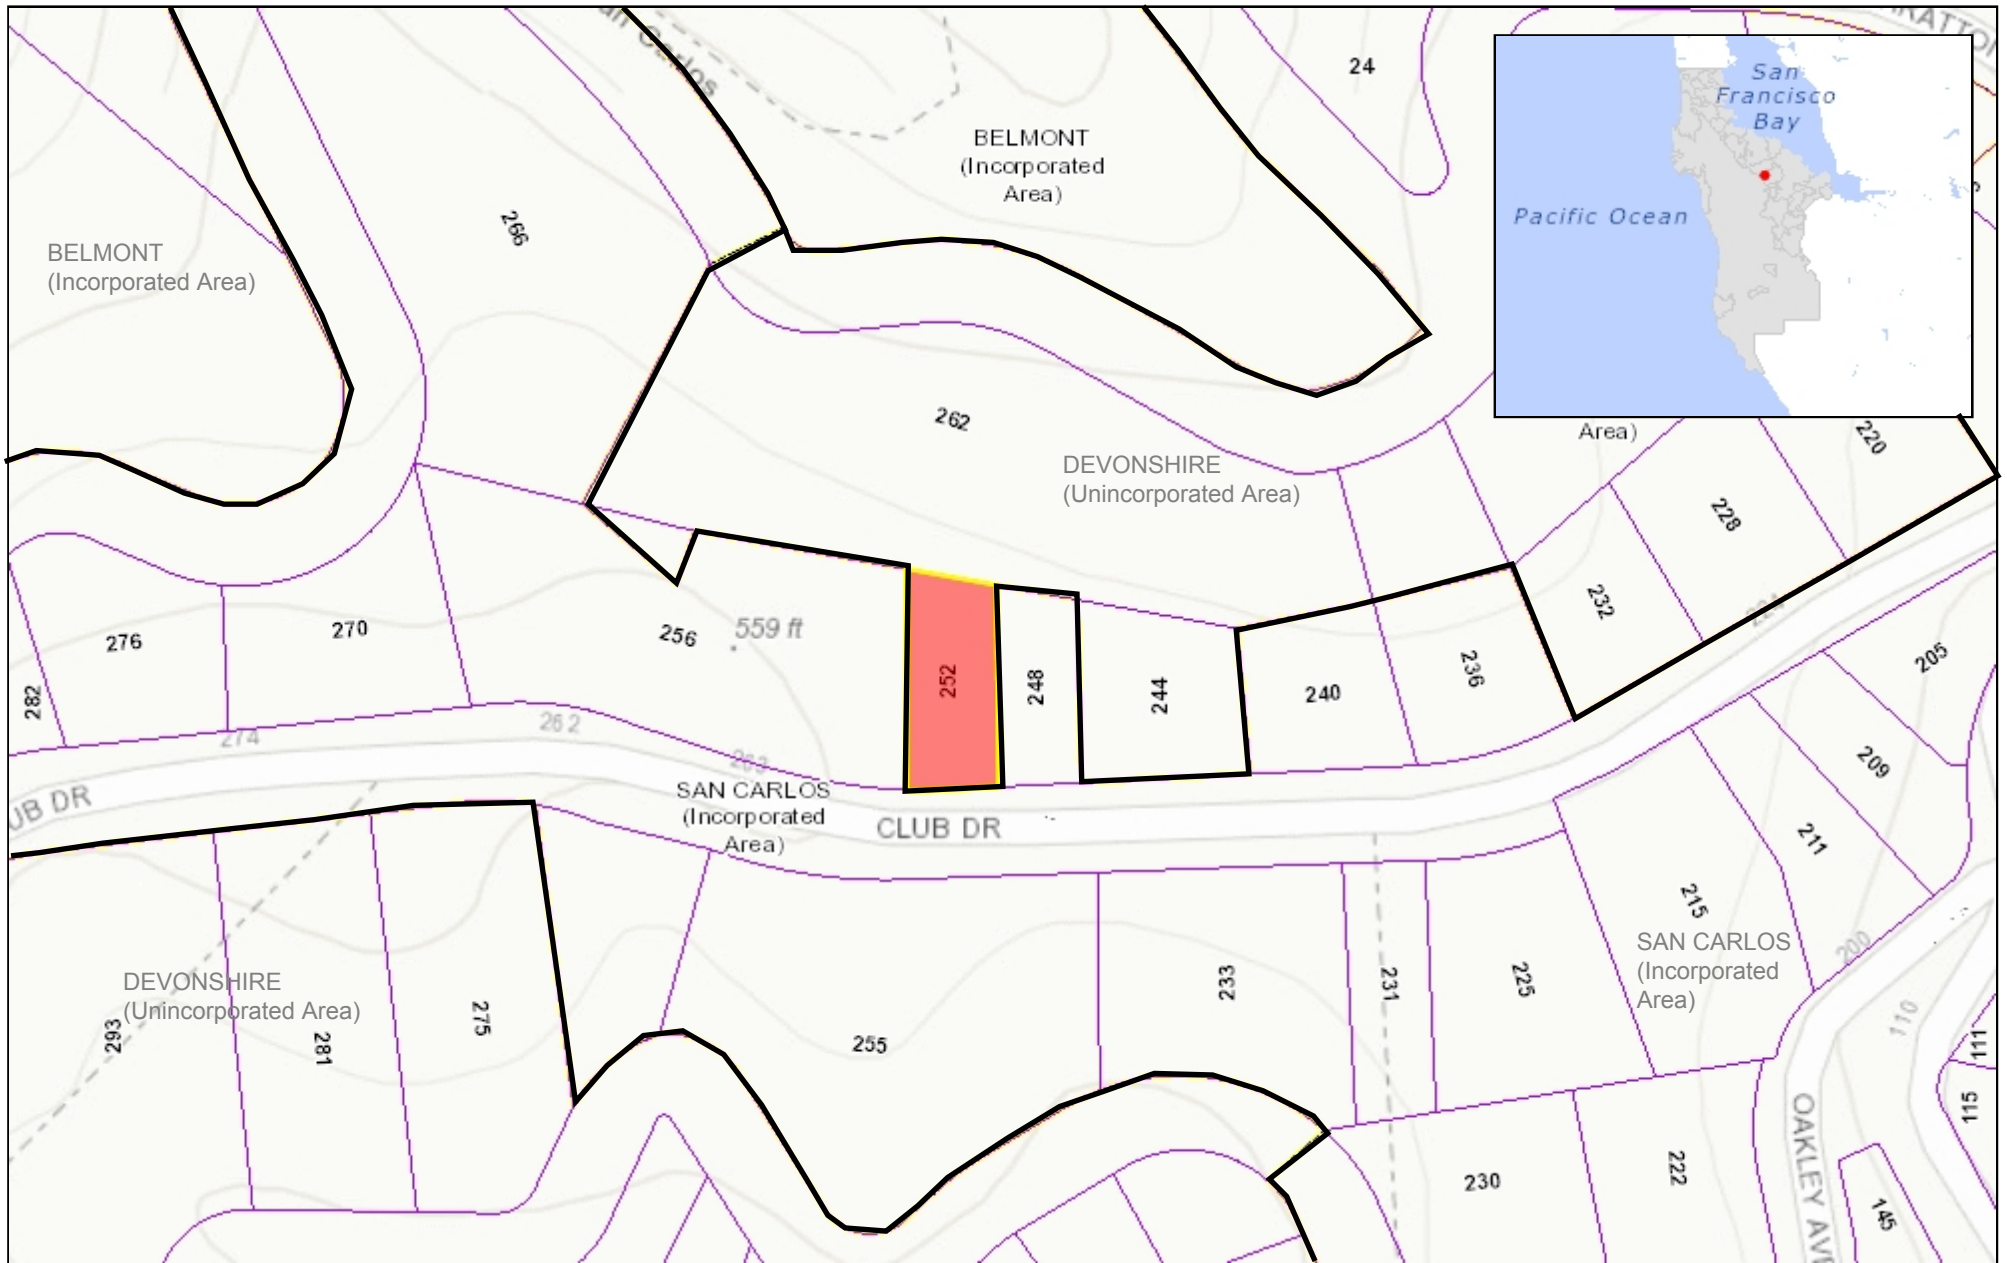 Carlos
24
BELMONT
(Incorporated
Area)
San
Francisco
Bay
Pacific Ocean
BELMONT
(Incorporated Area)
266
262
DEVONSHIRE
(Unincorporated Area)
Area)
220
228
232
276
270
256
559 ft
252
248
244
240
236
282
205
274
262
263
209
SAN CARLOS
(Incorporated
Area)
UB DR
CLUB DR
211
215
SAN CARLOS
(Incorporated
Area)
200
DEVONSHIRE
(Unincorporated Area)
293
281
275
255
233
231
225
110
111
115
230
222
OAKLEY AVE
145